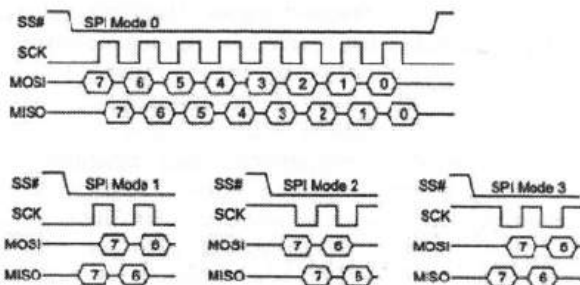 SS# SPI Mode 0
SCK
MOSI 7 6 5 4 3 2 1 0
MISO 7 6 5 4 3 2 1 0
SS# SPI Mode 1
SCK
MOSI 7 6
MISO 7 6
SS# SPI Mode 2
SCK
MOSI 7 6
MISO 7 6
SS# SPI Mode 3
SCK
MOSI 7 6
MISO 7 6